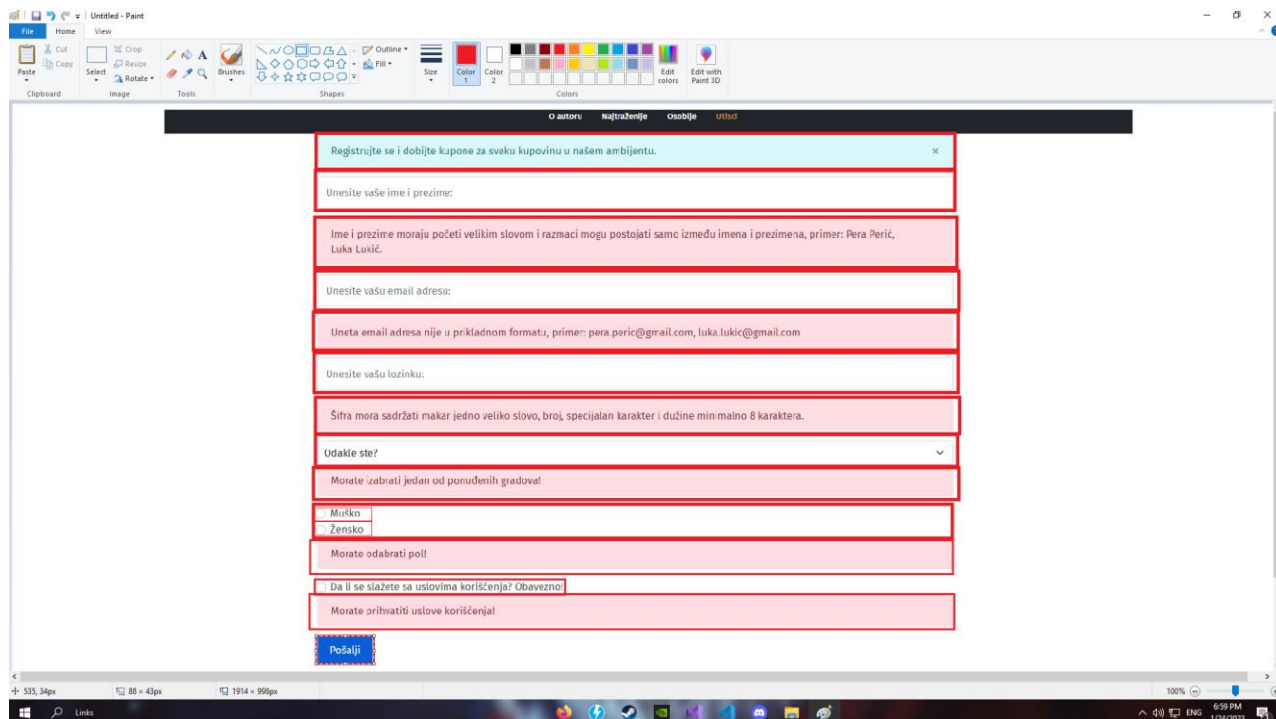 Untitled - Paint
File Home View
Paste Cut Copy Select Crop Resize Rotate Brushes Outline Fill Size Color 1 Color 2 Edit colors Edit with Paint 3D
Clipboard Image Tools Shapes Colors
O autoru Najtraženije Osoblje Utisci
Registrujte se i dobijte kupone za svaku kupovinu u našem ambijentu. ×
Unesite vaše ime i prezime:
Ime i prezime moraju početi velikim slovom i razmaci mogu postojati samo između imena i prezimena, primer: Pera Perić,
Luka Lukić.
Unesite vašu email adresu:
Uneta email adresa nije u prikladnom formatu, primer: pera.peric@gmail.com, luka.lukic@gmail.com
Unesite vašu lozinku:
Šifra mora sadržati makar jedno veliko slovo, broj, specijalan karakter i dužine minimalno 8 karaktera.
Odakle ste?
Morate izabrati jedan od ponuđenih gradova!
Muško
Žensko
Morate odabrati pol!
Da li se slažete sa uslovima korišćenja? Obavezno!
Morate prihvatiti uslove korišćenja!
Pošalji
535, 34px 88 × 43px 1914 × 998px 100%
Links ENG 6:59 PM
1/24/2023